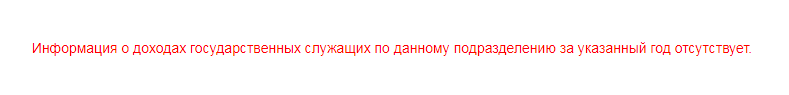 Информация о доходах государственных служащих по данному подразделению за указанный год отсутствует.